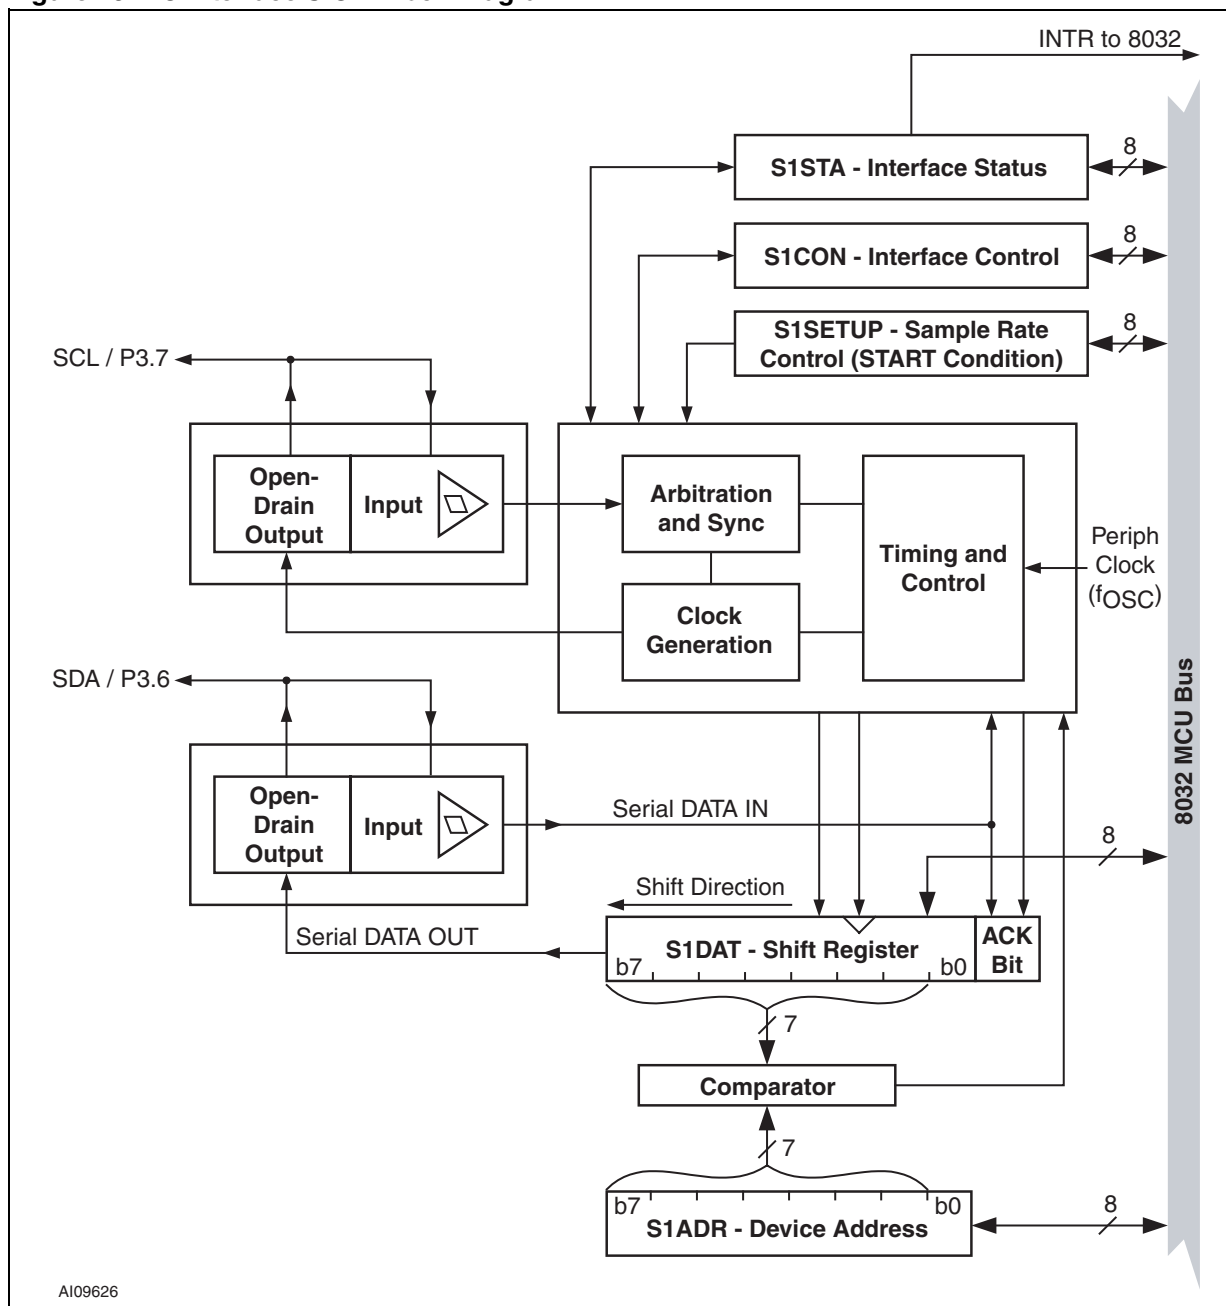 INTR to 8032
8
S1STA - Interface Status
8
S1CON - Interface Control
8
S1SETUP - Sample Rate
Control (START Condition)
SCL / P3.7
Open-
Drain
Output
Input
Arbitration
and Sync
Timing and
Control
Periph
Clock
(fOSC)
Clock
Generation
SDA / P3.6
8032 MCU Bus
Open-
Drain
Output
Input
Serial DATA IN
8
Shift Direction
Serial DATA OUT
S1DAT - Shift Register
b7
b0
ACK
Bit
7
Comparator
7
b7
b0
S1ADR - Device Address
8
AI09626